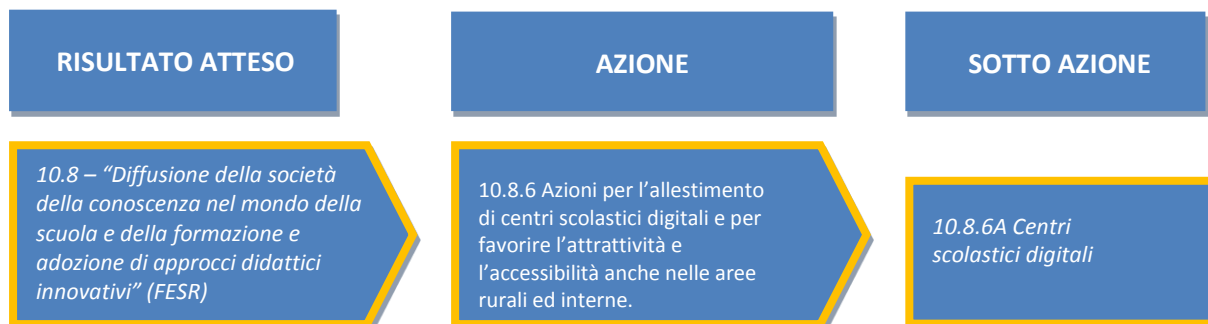 RISULTATO ATTESO
AZIONE
SOTTO AZIONE
10.8 – “Diffusione della società
della conoscenza nel mondo della
scuola e della formazione e
adozione di approcci didattici
innovativi” (FESR)
10.8.6 Azioni per l’allestimento
di centri scolastici digitali e per
favorire l’attrattività e
l’accessibilità anche nelle aree
rurali ed interne.
10.8.6A Centri
scolastici digitali